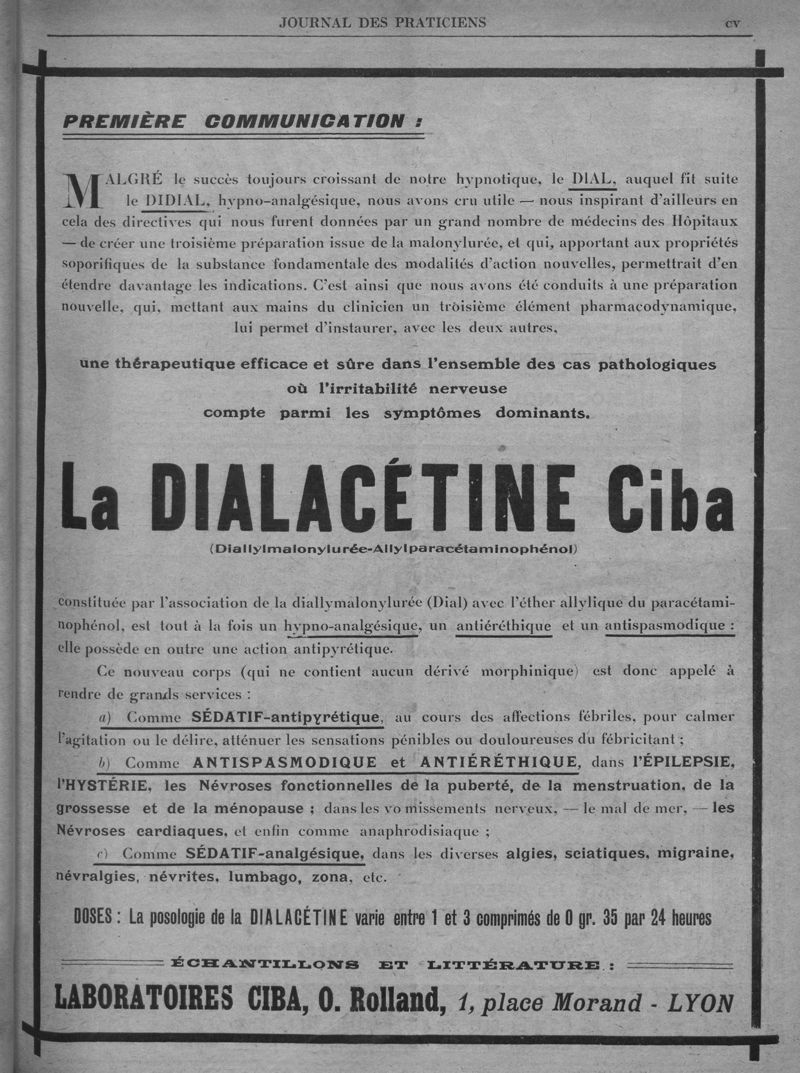 JOURNAL DES PRATICIENS CV
PREMIÈRE COMMUNICATION :
MALGRÉ le succès toujours croissant de notre hypnotique, le DIAL, auquel fit suite
le DIDIAL, hypno-analgésique, nous avons cru utile — nous inspirant d'ailleurs en
cela des directives qui nous furent données par un grand nombre de médecins des Hôpitaux
— de créer une troisième préparation issue de la malonylurée, et qui, apportant aux propriétés
soporifiques de la substance fondamentale des modalités d'action nouvelles, permettrait d'en
étendre davantage les indications. C'est ainsi que nous avons été conduits à une préparation
nouvelle, qui, mettant aux mains du clinicien un troisième élément pharmacodynamique,
lui permet d'instaurer, avec les deux autres,
une thérapeutique efficace et sûre dans l'ensemble des cas pathologiques
où l'irritabilité nerveuse
compte parmi les symptômes dominants.
La DIALACÉTINE Ciba
(Diallylmalonylurée-Allylparacétaminophénol)
constituée par l'association de la diallymalonylurée (Dial) avec l'éther allylique du paracétami-
nophénol, est tout à la fois un hypno-analgésique, un antiéréthique et un antispasmodique :
elle possède en outre une action antipyrétique.
Ce nouveau corps (qui ne contient aucun dérivé morphinique) est donc appelé à
rendre de grands services :
a) Comme SÉDATIF-antipyrétique, au cours des affections fébriles, pour calmer
l'agitation ou le délire, atténuer les sensations pénibles ou douloureuses du fébricitant ;
b) Comme ANTISPASMODIQUE et ANTIÉRÉTHIQUE, dans l'ÉPILEPSIE,
l'HYSTÉRIE, les Névroses fonctionnelles de la puberté, de la menstruation, de la
grossesse et de la ménopause ; dans les vomissements nerveux, — le mal de mer, — les
Névroses cardiaques, et enfin comme anaphrodisiaque ;
c) Comme SÉDATIF-analgésique, dans les diverses algies, sciatiques, migraine,
névralgies, névrites, lumbago, zona, etc.
DOSES : La posologie de la DIALACÉTINE varie entre 1 et 3 comprimés de 0 gr. 35 par 24 heures
ÉCHANTILLONS ET LITTÉRATURE :
LABORATOIRES CIBA, O. Rolland, 1, place Morand - LYON